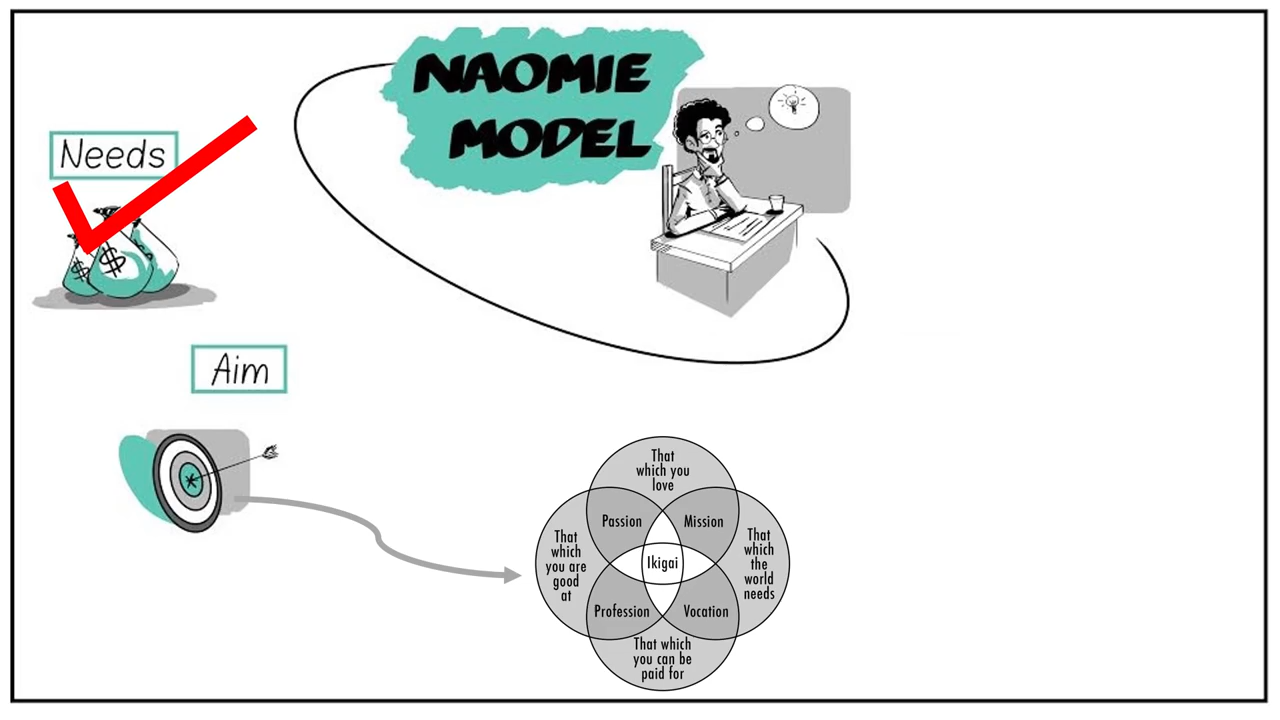 NAOMIE
MODEL
Needs
$
$
Aim
That
which you
love
Passion
Mission
That
which
you are
good
at
Ikigai
That
which
the
world
needs
Profession
Vocation
That which
you can be
paid for